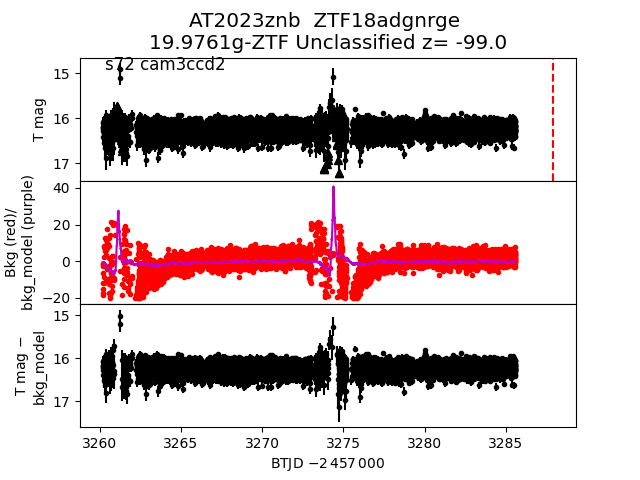 AT2023znb  ZTF18adgnrge
19.9761g-ZTF Unclassified z= -99.0
s72 cam3ccd2
T mag
15
16
17
Bkg (red)/
bkg_model (purple)
40
20
0
−20
T mag −
bkg_model
15
16
17
3260 3265 3270 3275 3280 3285
BTJD −2 457 000